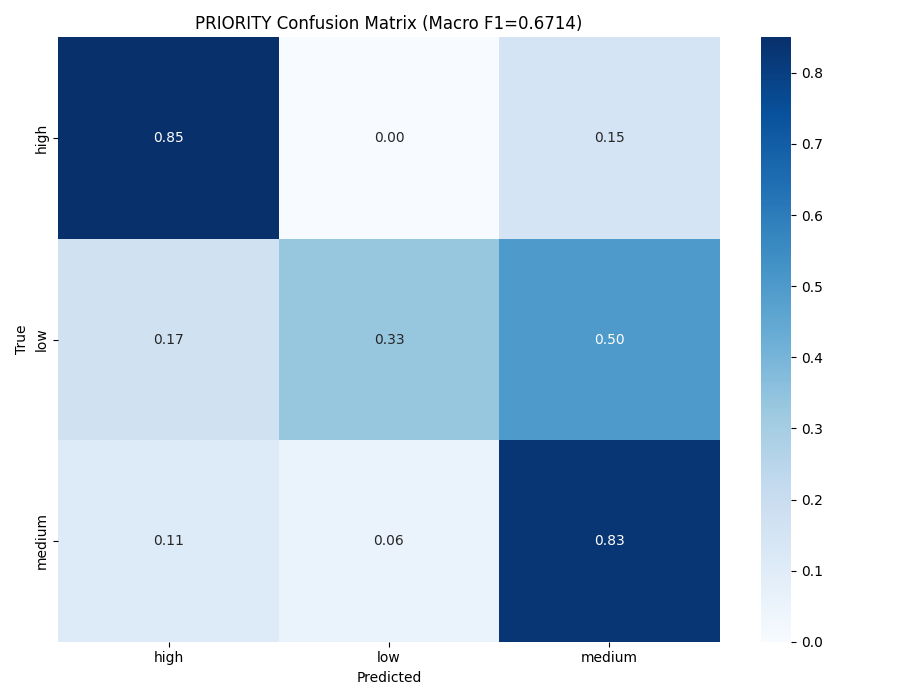 PRIORITY Confusion Matrix (Macro F1=0.6714)
high
0.85
0.00
0.15
True
low
0.17
0.33
0.50
medium
0.11
0.06
0.83
high
low
medium
Predicted
0.8
0.7
0.6
0.5
0.4
0.3
0.2
0.1
0.0